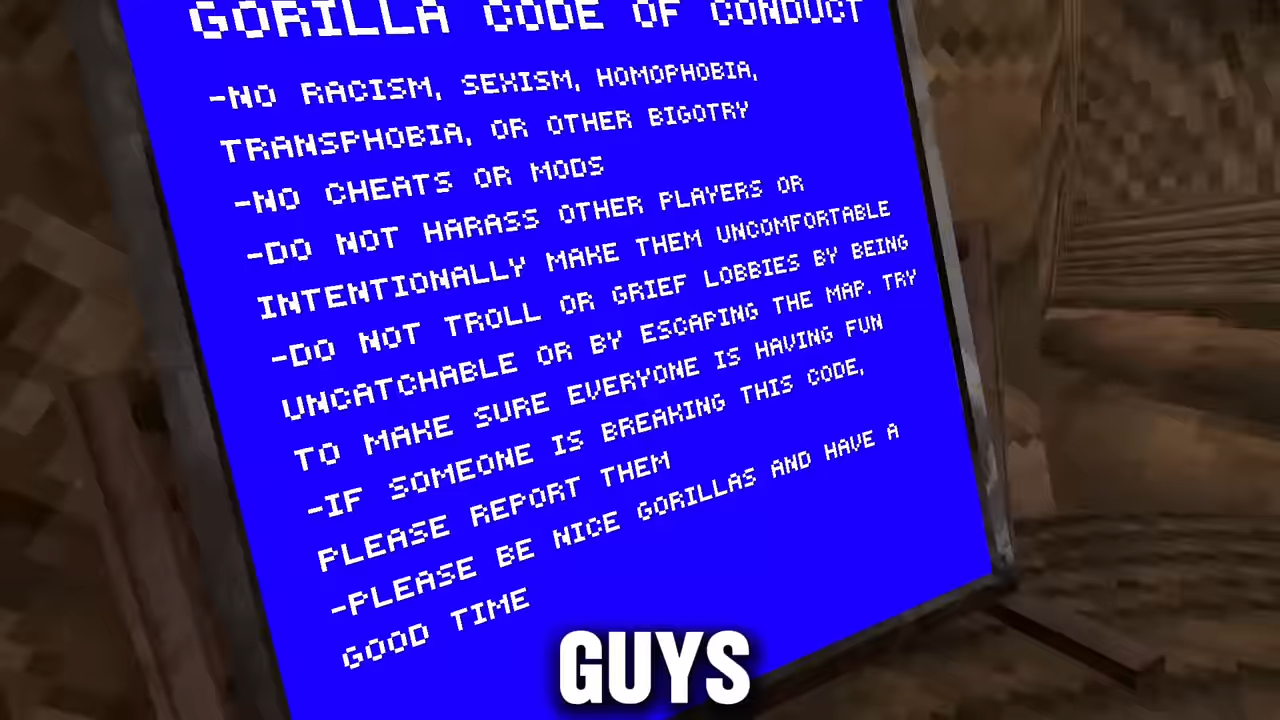 GORILLA CODE OF CONDUCT
-NO RACISM, SEXISM, HOMOPHOBIA,
TRANSPHOBIA, OR OTHER BIGOTRY
-NO CHEATS OR MODS
-DO NOT HARASS OTHER PLAYERS OR
INTENTIONALLY MAKE THEM UNCOMFORTABLE
-DO NOT TROLL OR GRIEF LOBBIES BY BEING
UNCATCHABLE OR BY ESCAPING THE MAP. TRY
TO MAKE SURE EVERYONE IS HAVING FUN
-IF SOMEONE IS BREAKING THIS CODE,
PLEASE REPORT THEM
-PLEASE BE NICE GORILLAS AND HAVE A
GOOD TIME
GUYS